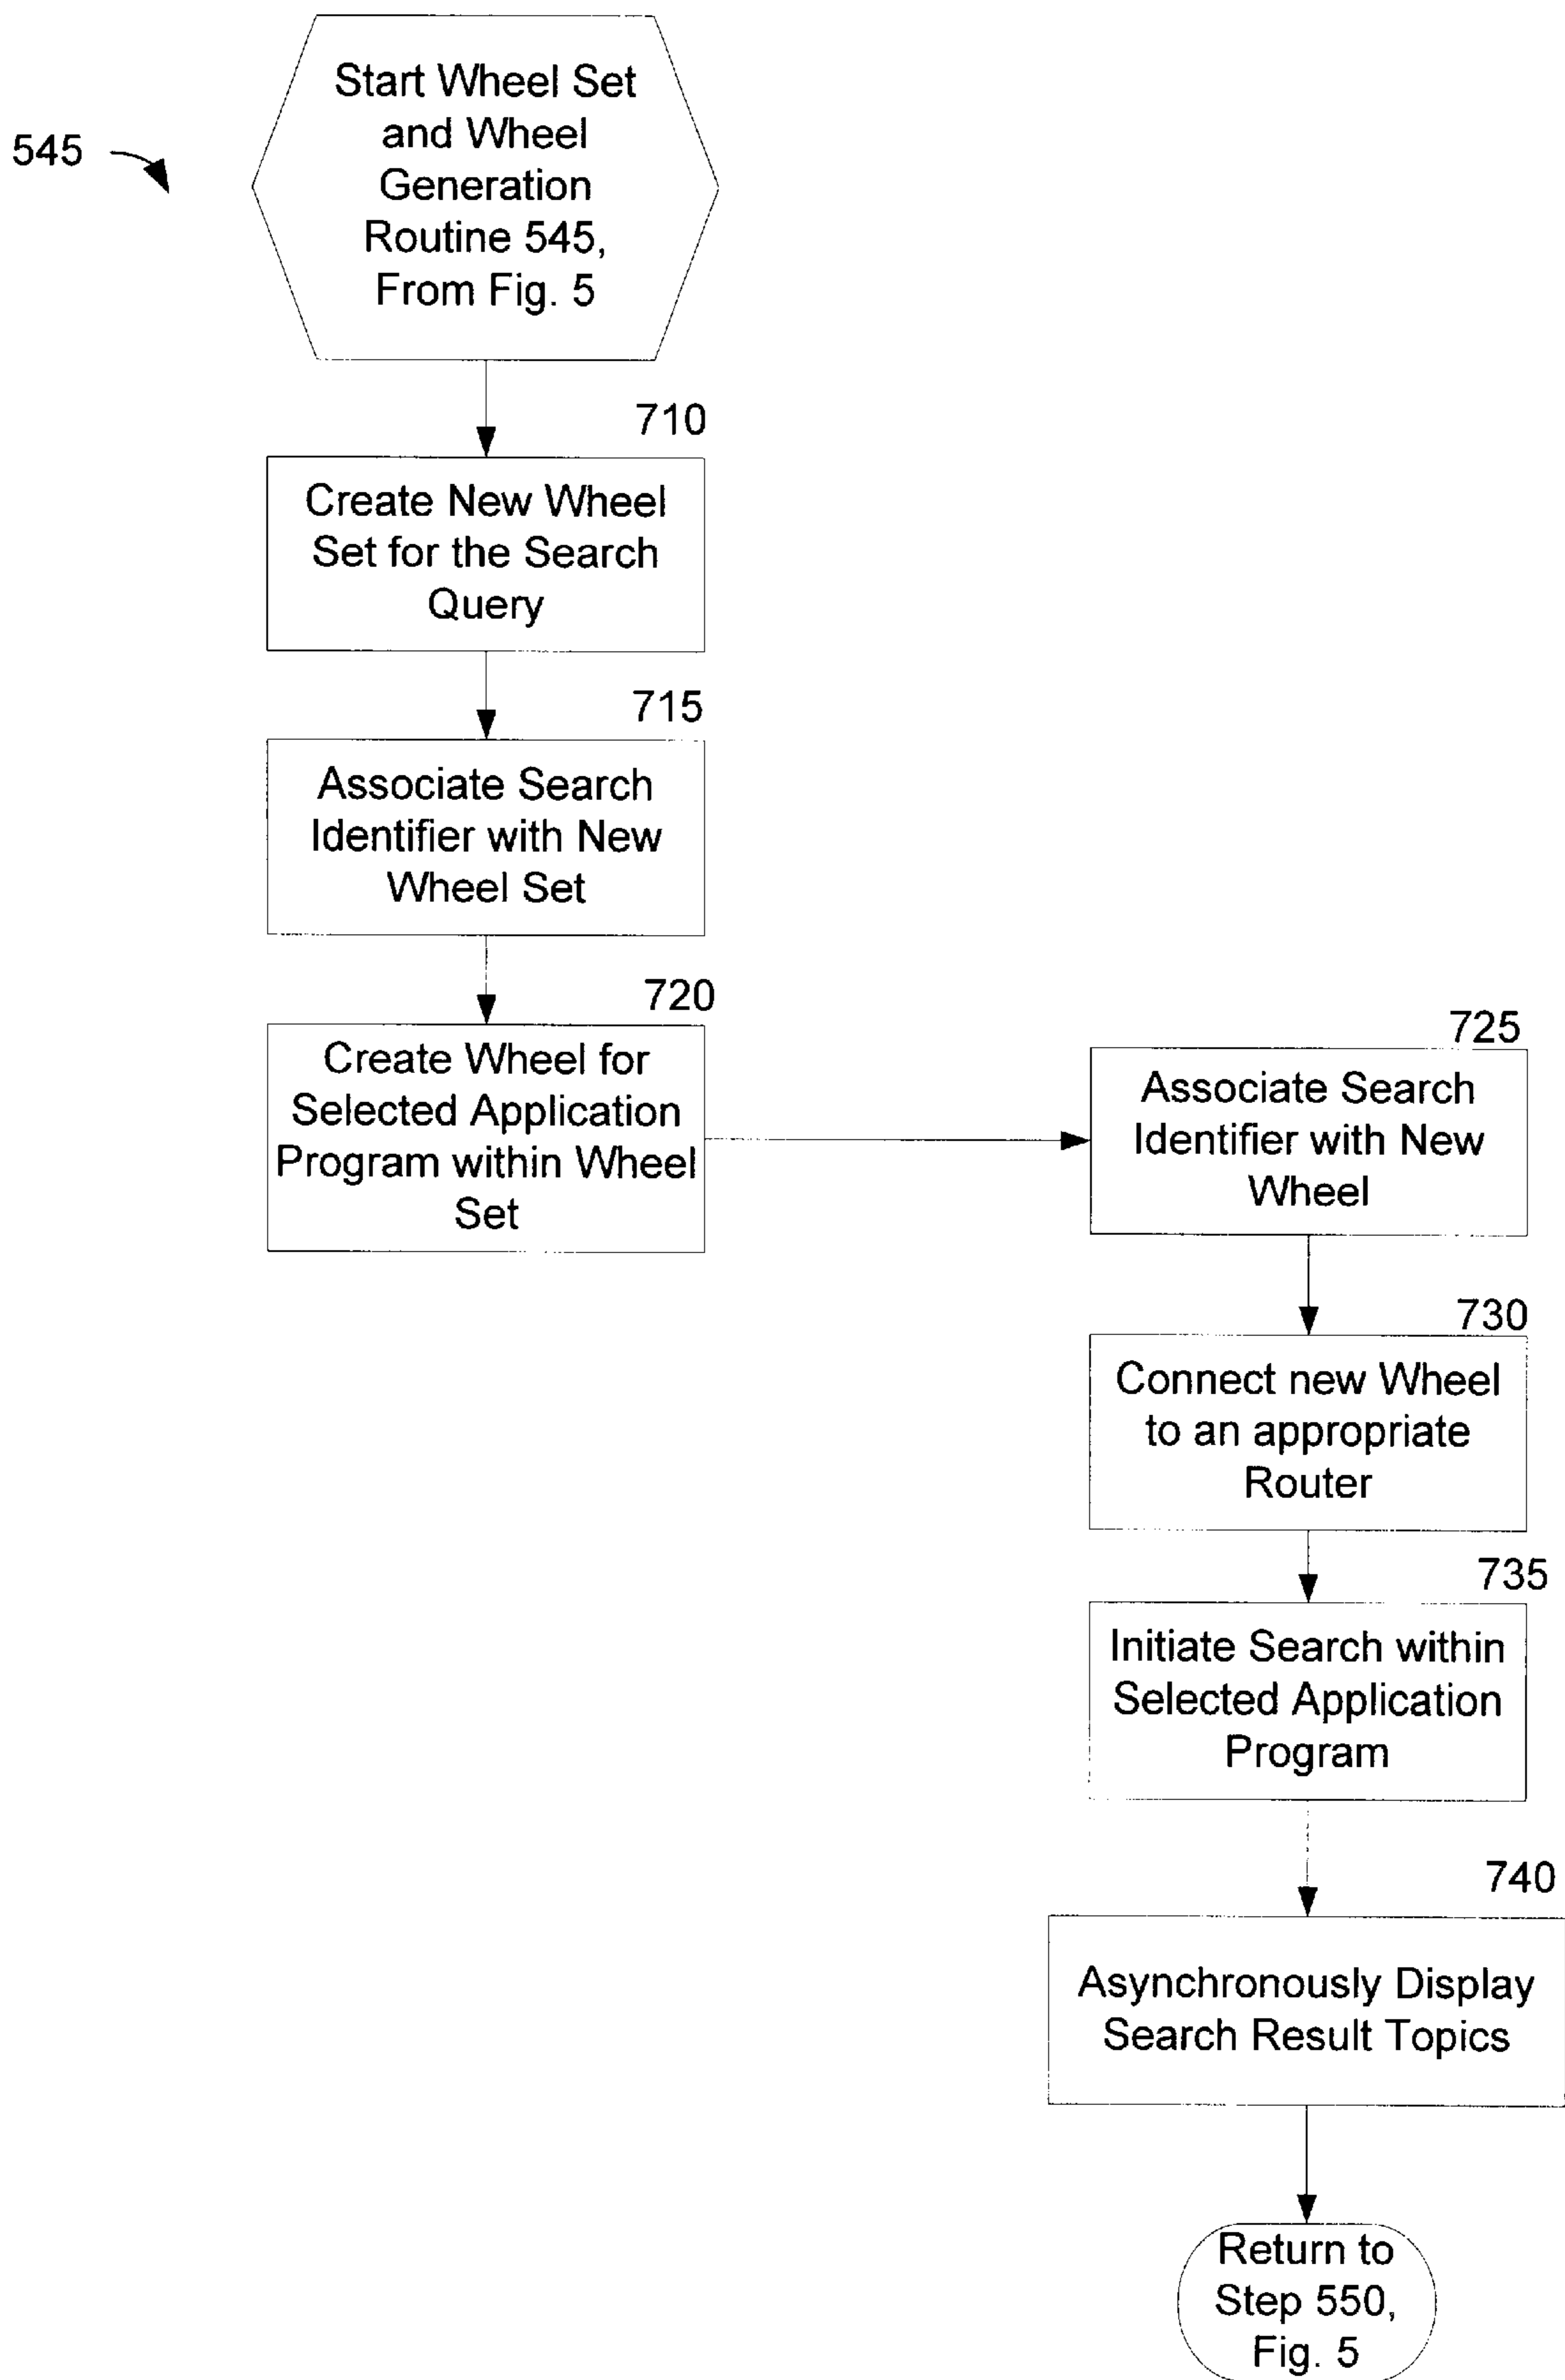 545
Start Wheel Set
and Wheel
Generation
Routine 545,
From Fig. 5
710
Create New Wheel
Set for the Search
Query
715
Associate Search
Identifier with New
Wheel Set
720
Create Wheel for
Selected Application
Program within Wheel
Set
725
Associate Search
Identifier with New
Wheel
730
Connect new Wheel
to an appropriate
Router
735
Initiate Search within
Selected Application
Program
740
Asynchronously Display
Search Result Topics
Return to
Step 550,
Fig. 5